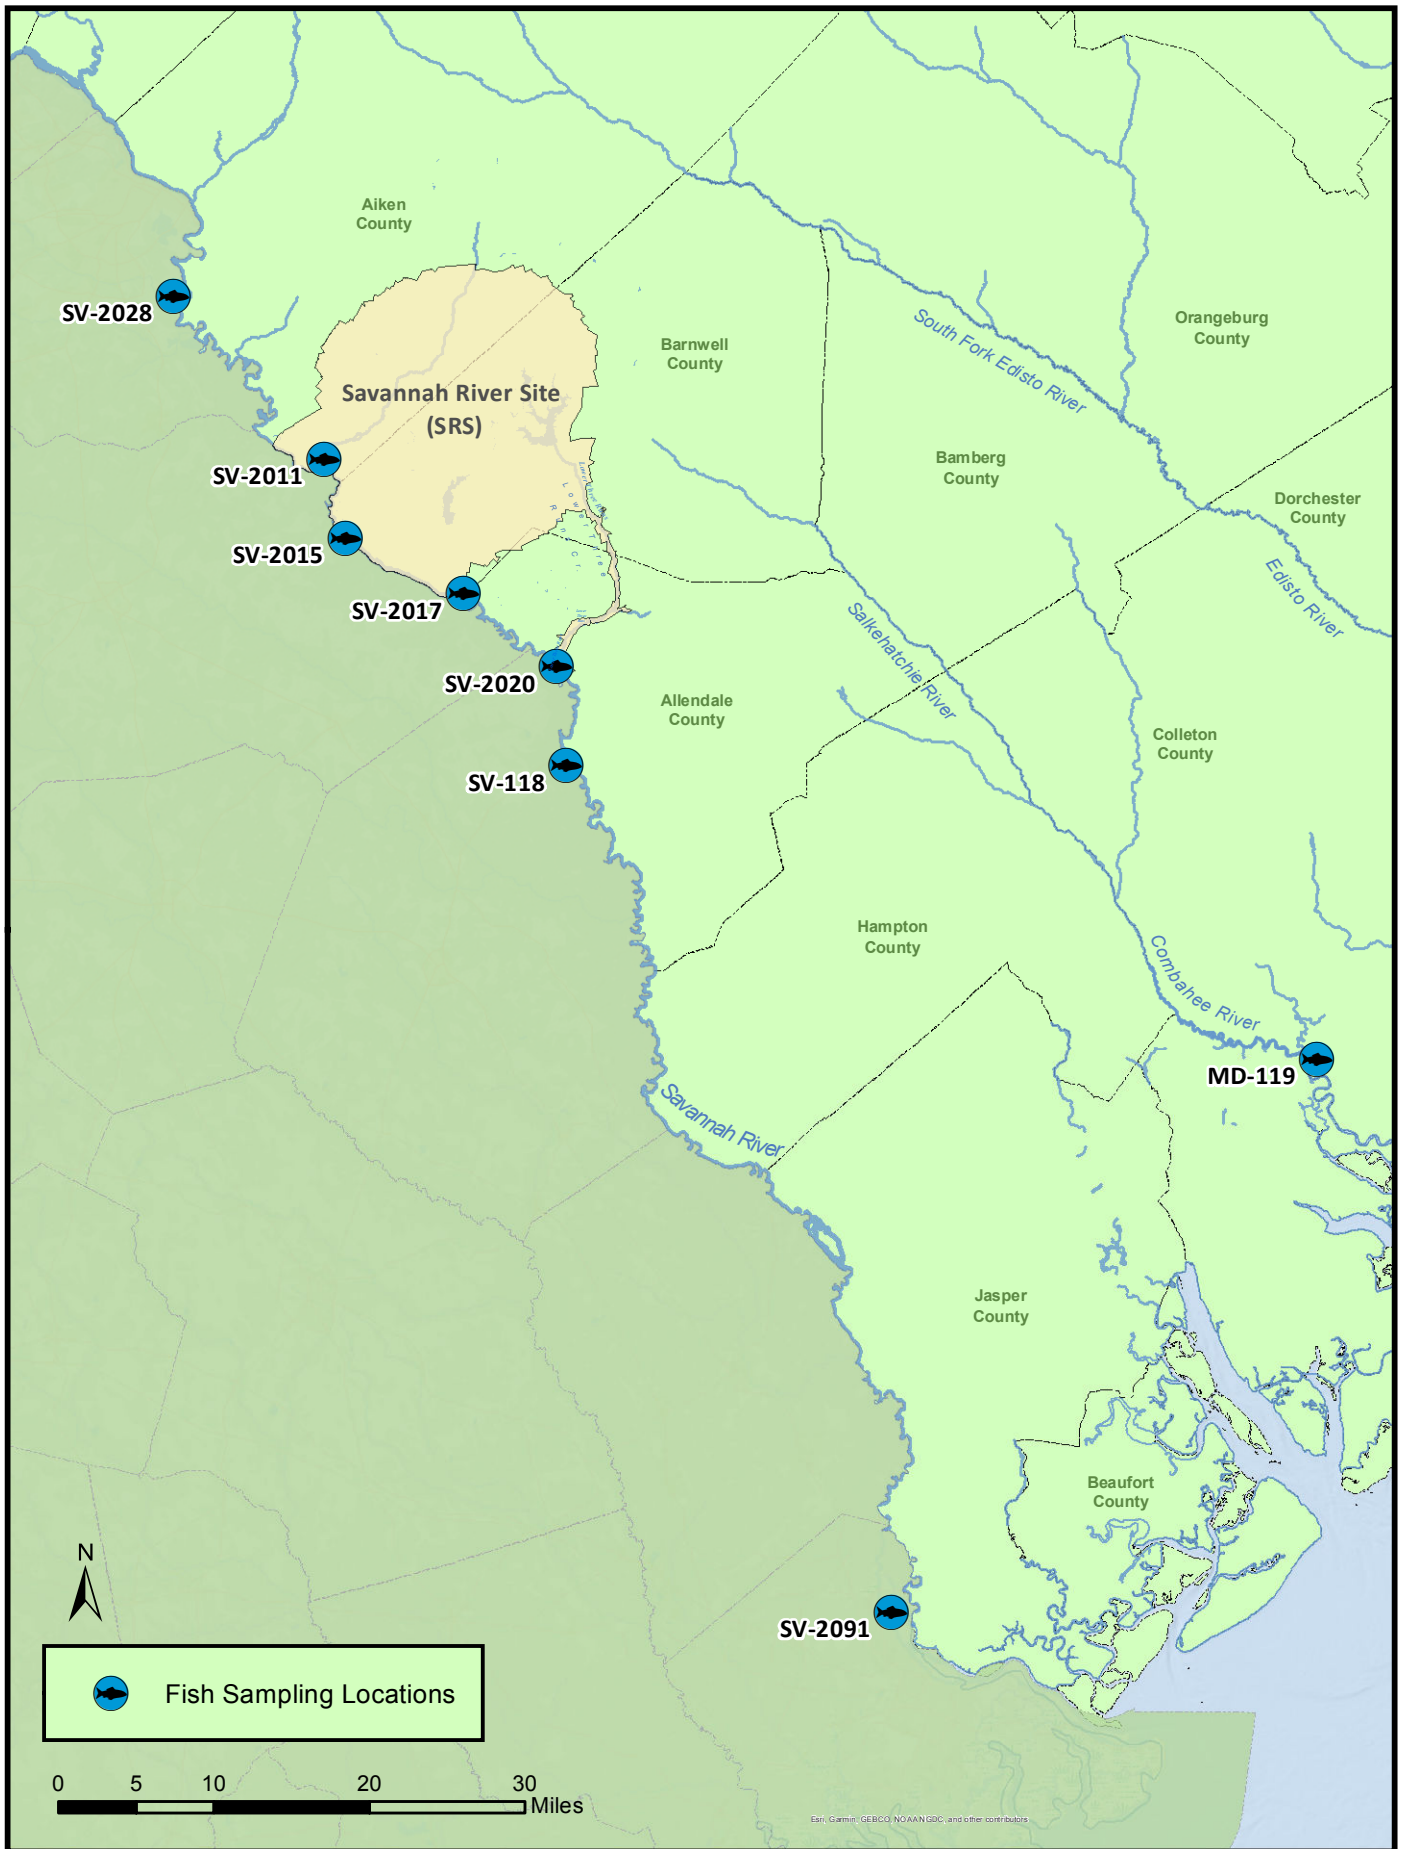 Aiken
County
SV-2028
Orangeburg
County
South Fork Edisto River
Barnwell
County
Savannah River Site
(SRS)
Bamberg
County
SV-2011
Dorchester
County
SV-2015
Edisto River
SV-2017
Salkehatchie River
SV-2020
Allendale
County
Colleton
County
SV-118
Hampton
County
Combahee River
MD-119
Savannah River
Jasper
County
Beaufort
County
N
SV-2091
Fish Sampling Locations
0 5 10 20 30
Miles
Esri, Garmin, GEBCO, NOAA NGDC, and other contributors